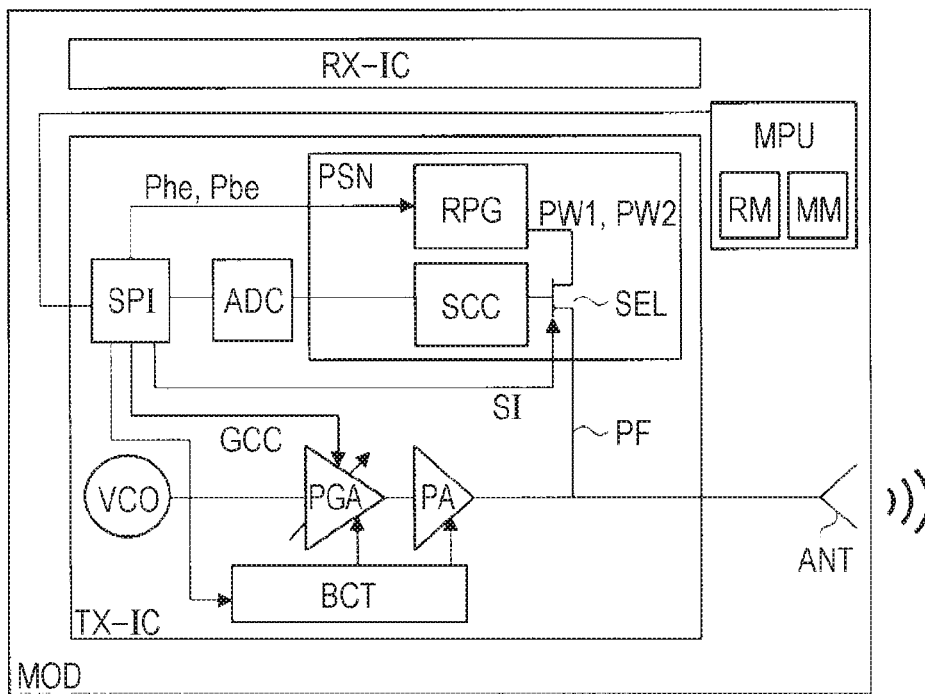 RX-IC
MPU
RM MM
PSN
Phe, Pbe
RPG
PW1, PW2
SPI
ADC
SCC
SEL
SI
GCC
PF
VCO
PGA
PA
ANT
BCT
TX-IC
MOD